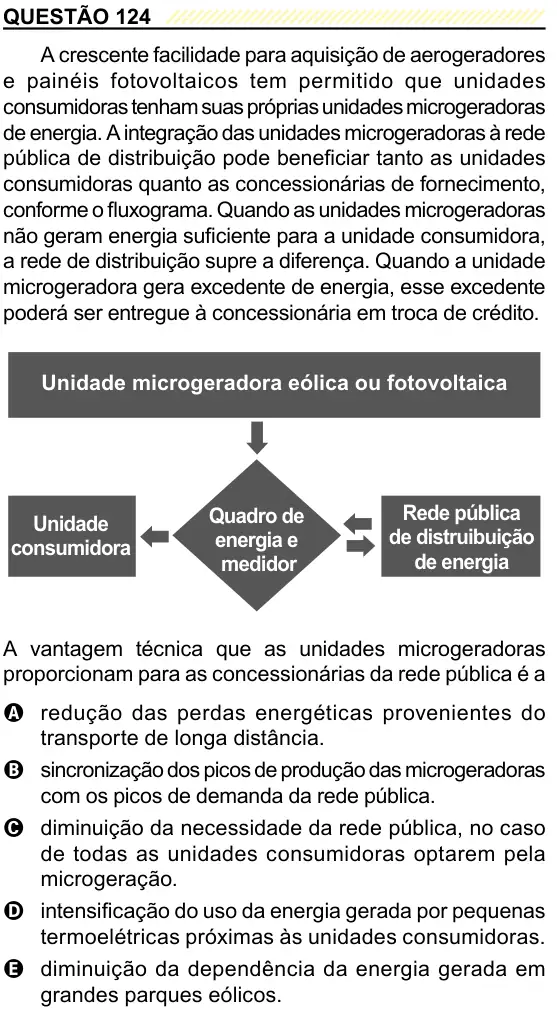 QUESTÃO 124
A crescente facilidade para aquisição de aerogeradores
e painéis fotovoltaicos tem permitido que unidades
consumidoras tenham suas próprias unidades microgeradoras
de energia. A integração das unidades microgeradoras à rede
pública de distribuição pode beneficiar tanto as unidades
consumidoras quanto as concessionárias de fornecimento,
conforme o fluxograma. Quando as unidades microgeradoras
não geram energia suficiente para a unidade consumidora,
a rede de distribuição supre a diferença. Quando a unidade
microgeradora gera excedente de energia, esse excedente
poderá ser entregue à concessionária em troca de crédito.
Unidade microgeradora eólica ou fotovoltaica
Unidade
consumidora
Quadro de
energia e
medidor
Rede pública
de distruibuição
de energia
A vantagem técnica que as unidades microgeradoras
proporcionam para as concessionárias da rede pública é a
A redução das perdas energéticas provenientes do
transporte de longa distância.
B sincronização dos picos de produção das microgeradoras
com os picos de demanda da rede pública.
C diminuição da necessidade da rede pública, no caso
de todas as unidades consumidoras optarem pela
microgeração.
D intensificação do uso da energia gerada por pequenas
termoelétricas próximas às unidades consumidoras.
E diminuição da dependência da energia gerada em
grandes parques eólicos.